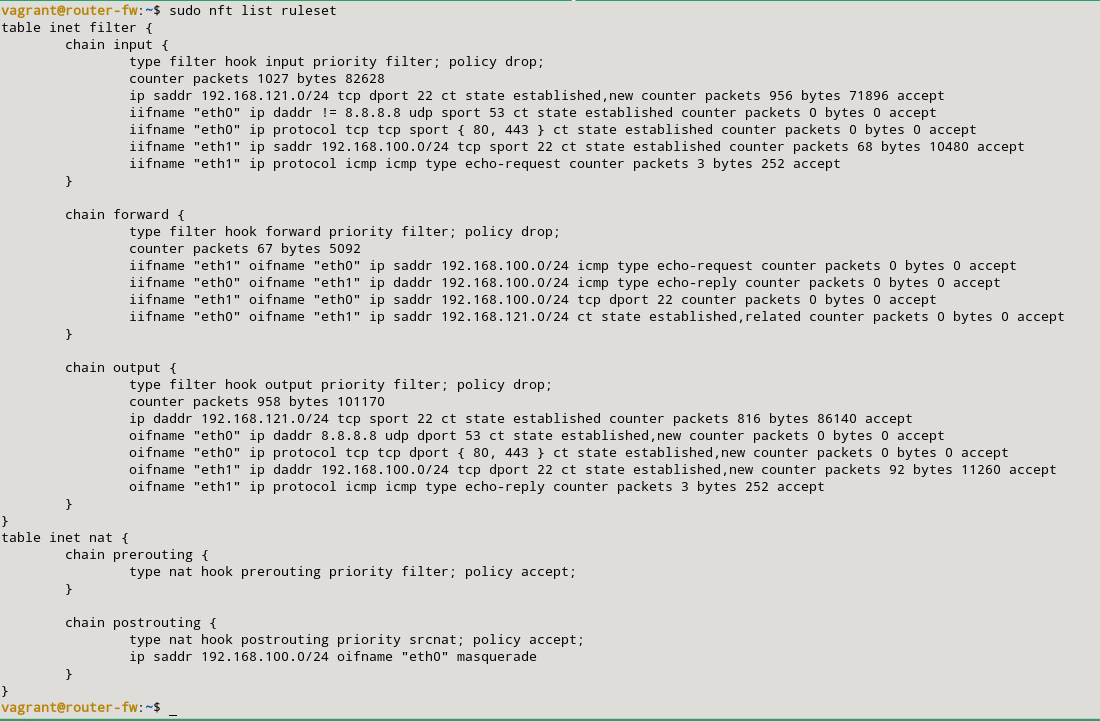 vagrant@router-fw:~$ sudo nft list ruleset
table inet filter {
        chain input {
                type filter hook input priority filter; policy drop;
                counter packets 1027 bytes 82628
                ip saddr 192.168.121.0/24 tcp dport 22 ct state established,new counter packets 956 bytes 71896 accept
                iifname "eth0" ip daddr != 8.8.8.8 udp sport 53 ct state established counter packets 0 bytes 0 accept
                iifname "eth0" ip protocol tcp tcp sport { 80, 443 } ct state established counter packets 0 bytes 0 accept
                iifname "eth1" ip saddr 192.168.100.0/24 tcp sport 22 ct state established counter packets 68 bytes 10480 accept
                iifname "eth1" ip protocol icmp icmp type echo-request counter packets 3 bytes 252 accept
        }

        chain forward {
                type filter hook forward priority filter; policy drop;
                counter packets 67 bytes 5092
                iifname "eth1" oifname "eth0" ip saddr 192.168.100.0/24 icmp type echo-request counter packets 0 bytes 0 accept
                iifname "eth0" oifname "eth1" ip daddr 192.168.100.0/24 icmp type echo-reply counter packets 0 bytes 0 accept
                iifname "eth1" oifname "eth0" ip saddr 192.168.100.0/24 tcp dport 22 counter packets 0 bytes 0 accept
                iifname "eth0" oifname "eth1" ip saddr 192.168.121.0/24 ct state established,related counter packets 0 bytes 0 accept
        }

        chain output {
                type filter hook output priority filter; policy drop;
                counter packets 958 bytes 101170
                ip daddr 192.168.121.0/24 tcp sport 22 ct state established counter packets 816 bytes 86140 accept
                oifname "eth0" ip daddr 8.8.8.8 udp dport 53 ct state established,new counter packets 0 bytes 0 accept
                oifname "eth0" ip protocol tcp tcp dport { 80, 443 } ct state established,new counter packets 0 bytes 0 accept
                oifname "eth1" ip daddr 192.168.100.0/24 tcp dport 22 ct state established,new counter packets 92 bytes 11260 accept
                oifname "eth1" ip protocol icmp icmp type echo-reply counter packets 3 bytes 252 accept
        }
}
table inet nat {
        chain prerouting {
                type nat hook prerouting priority filter; policy accept;
        }

        chain postrouting {
                type nat hook postrouting priority srcnat; policy accept;
                ip saddr 192.168.100.0/24 oifname "eth0" masquerade
        }
}
vagrant@router-fw:~$ _